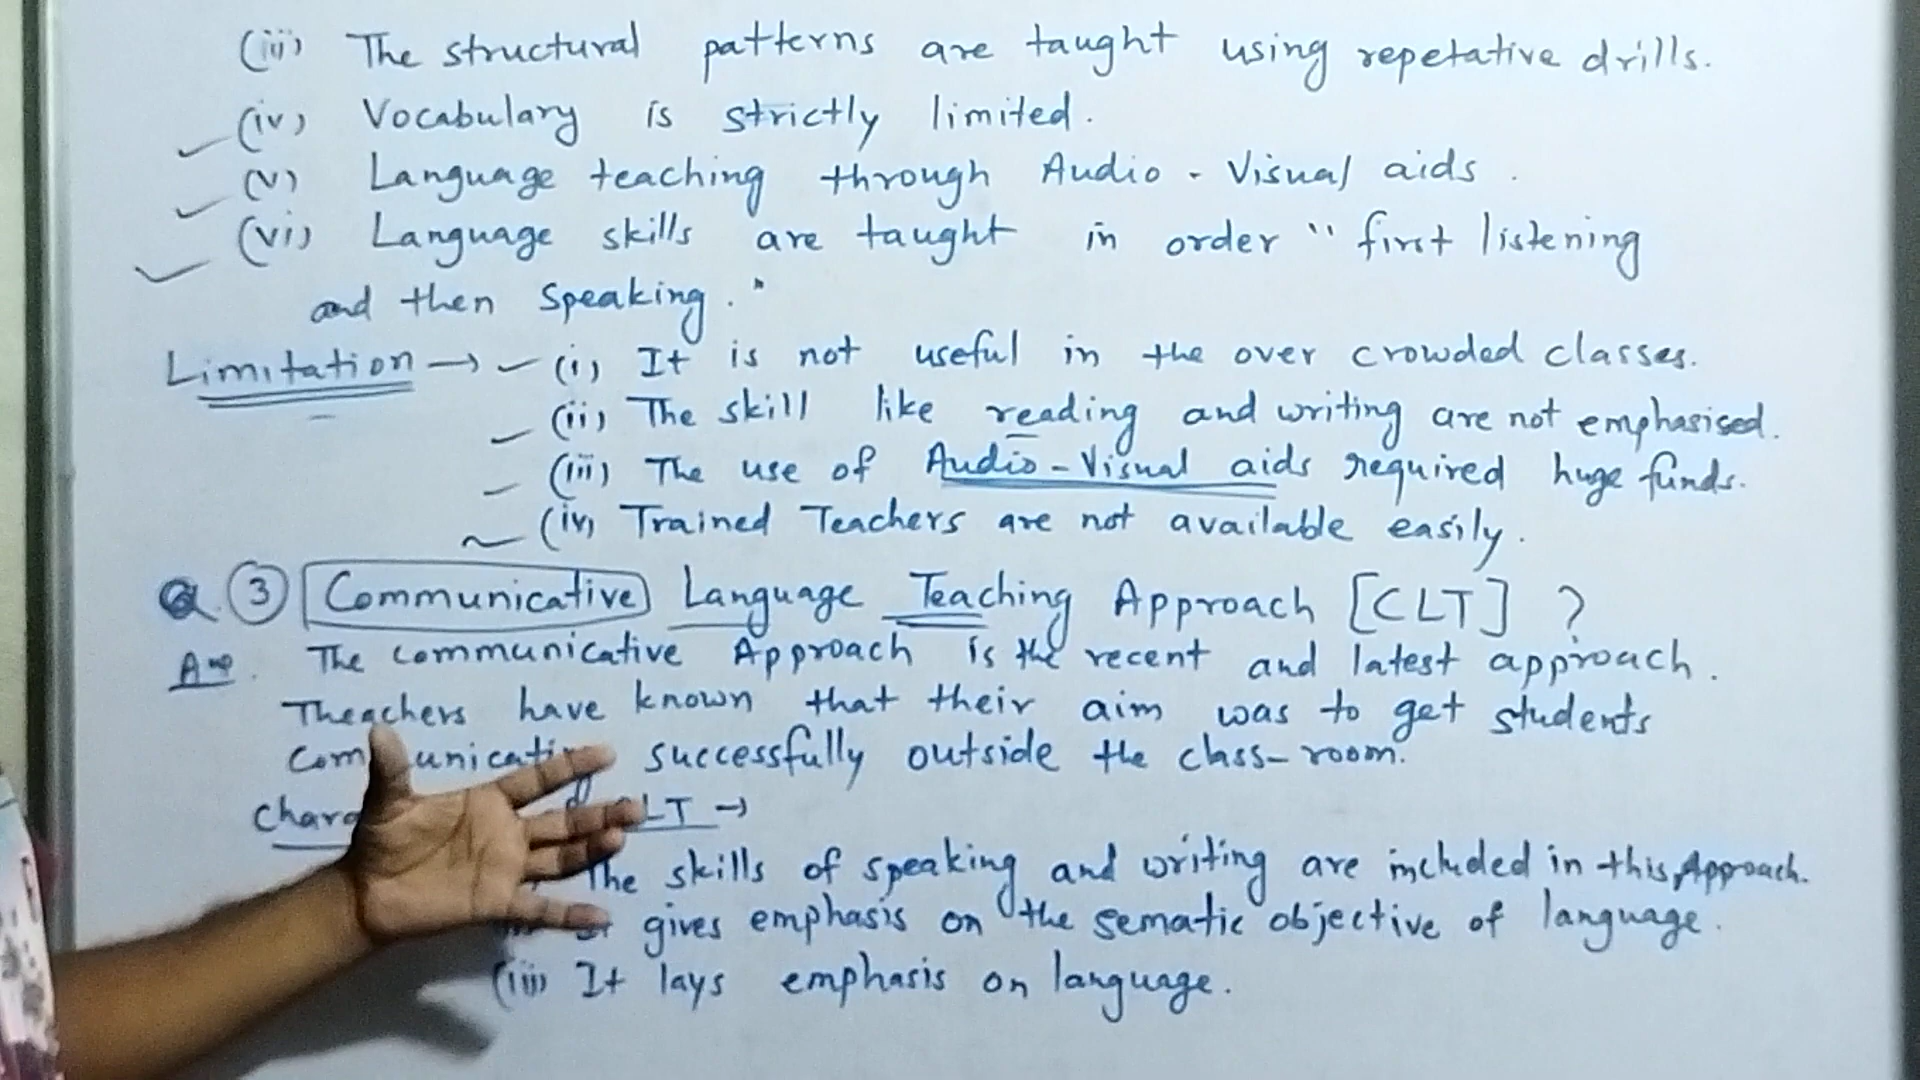 (iii) The structural patterns are taught using repetative drills.
(iv) Vocabulary is strictly limited.
(v) Language teaching through Audio - Visual aids.
(vi) Language skills are taught in order "first listening
and then speaking."
Limitation → (i) It is not useful in the over crowded classes.
(ii) The skill like reading and writing are not emphasised.
(iii) The use of Audio-Visual aids required huge funds.
(iv) Trained Teachers are not available easily.
Q. 3 Communicative Language Teaching Approach [CLT] ?
Ans. The communicative Approach is the recent and latest approach.
Theachers have known that their aim was to get students
successfully outside the class-room.
CLT →
The skills of speaking and writing are included in this Approach.
gives emphasis on the sematic objective of language.
(iii) It lays emphasis on language.